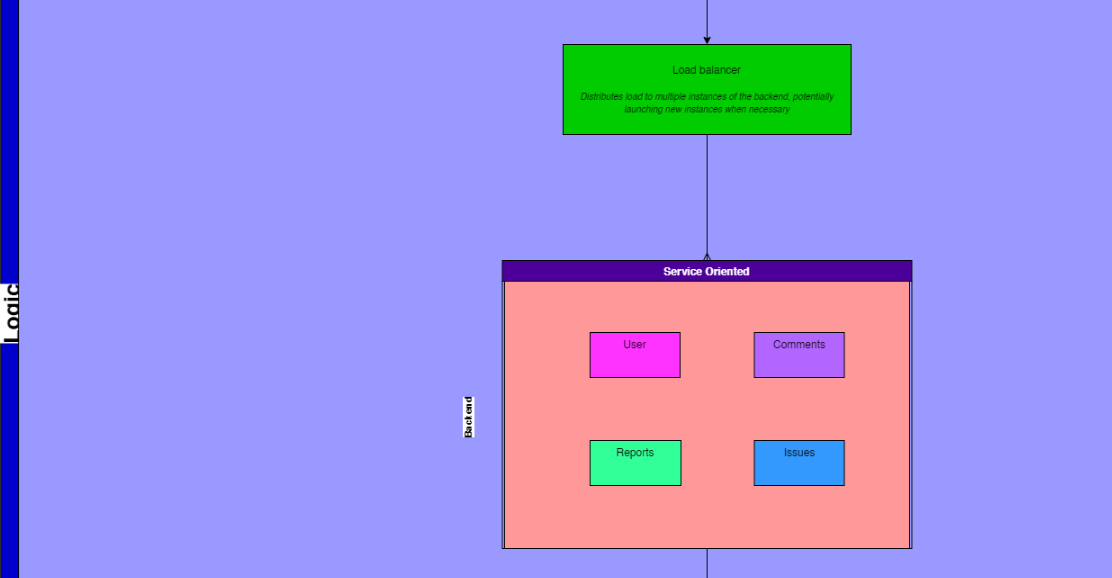 Load balancer
Distributes load to multiple instances of the backend, potentially
launching new instances when necessary
Service Oriented
Logic
User
Comments
Backend
Reports
Issues